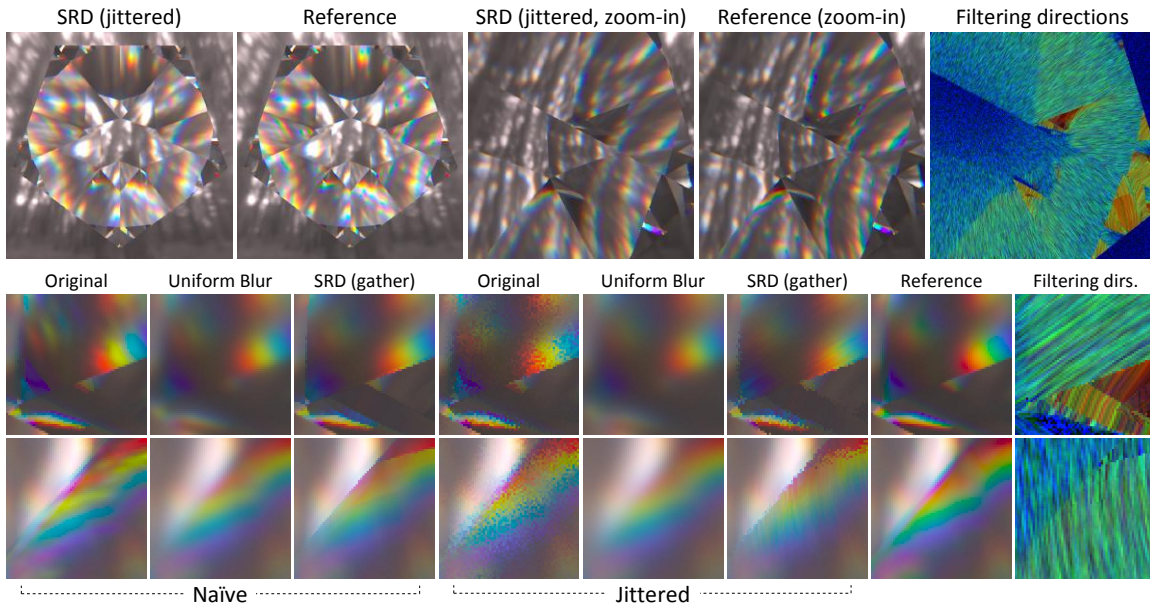 SRD (jittered) Reference SRD (jittered, zoom-in) Reference (zoom-in) Filtering directions
Original Uniform Blur SRD (gather) Original Uniform Blur SRD (gather) Reference Filtering dirs.
Naïve Jittered